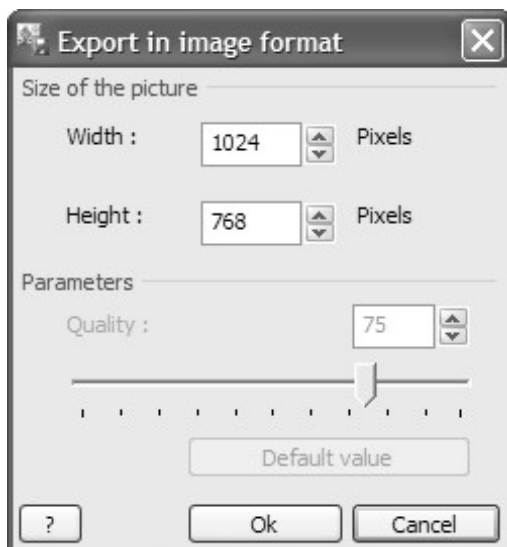 Export in image format
Size of the picture
Width : 1024 Pixels
Height : 768 Pixels
Parameters
Quality : 75
Default value
? Ok Cancel